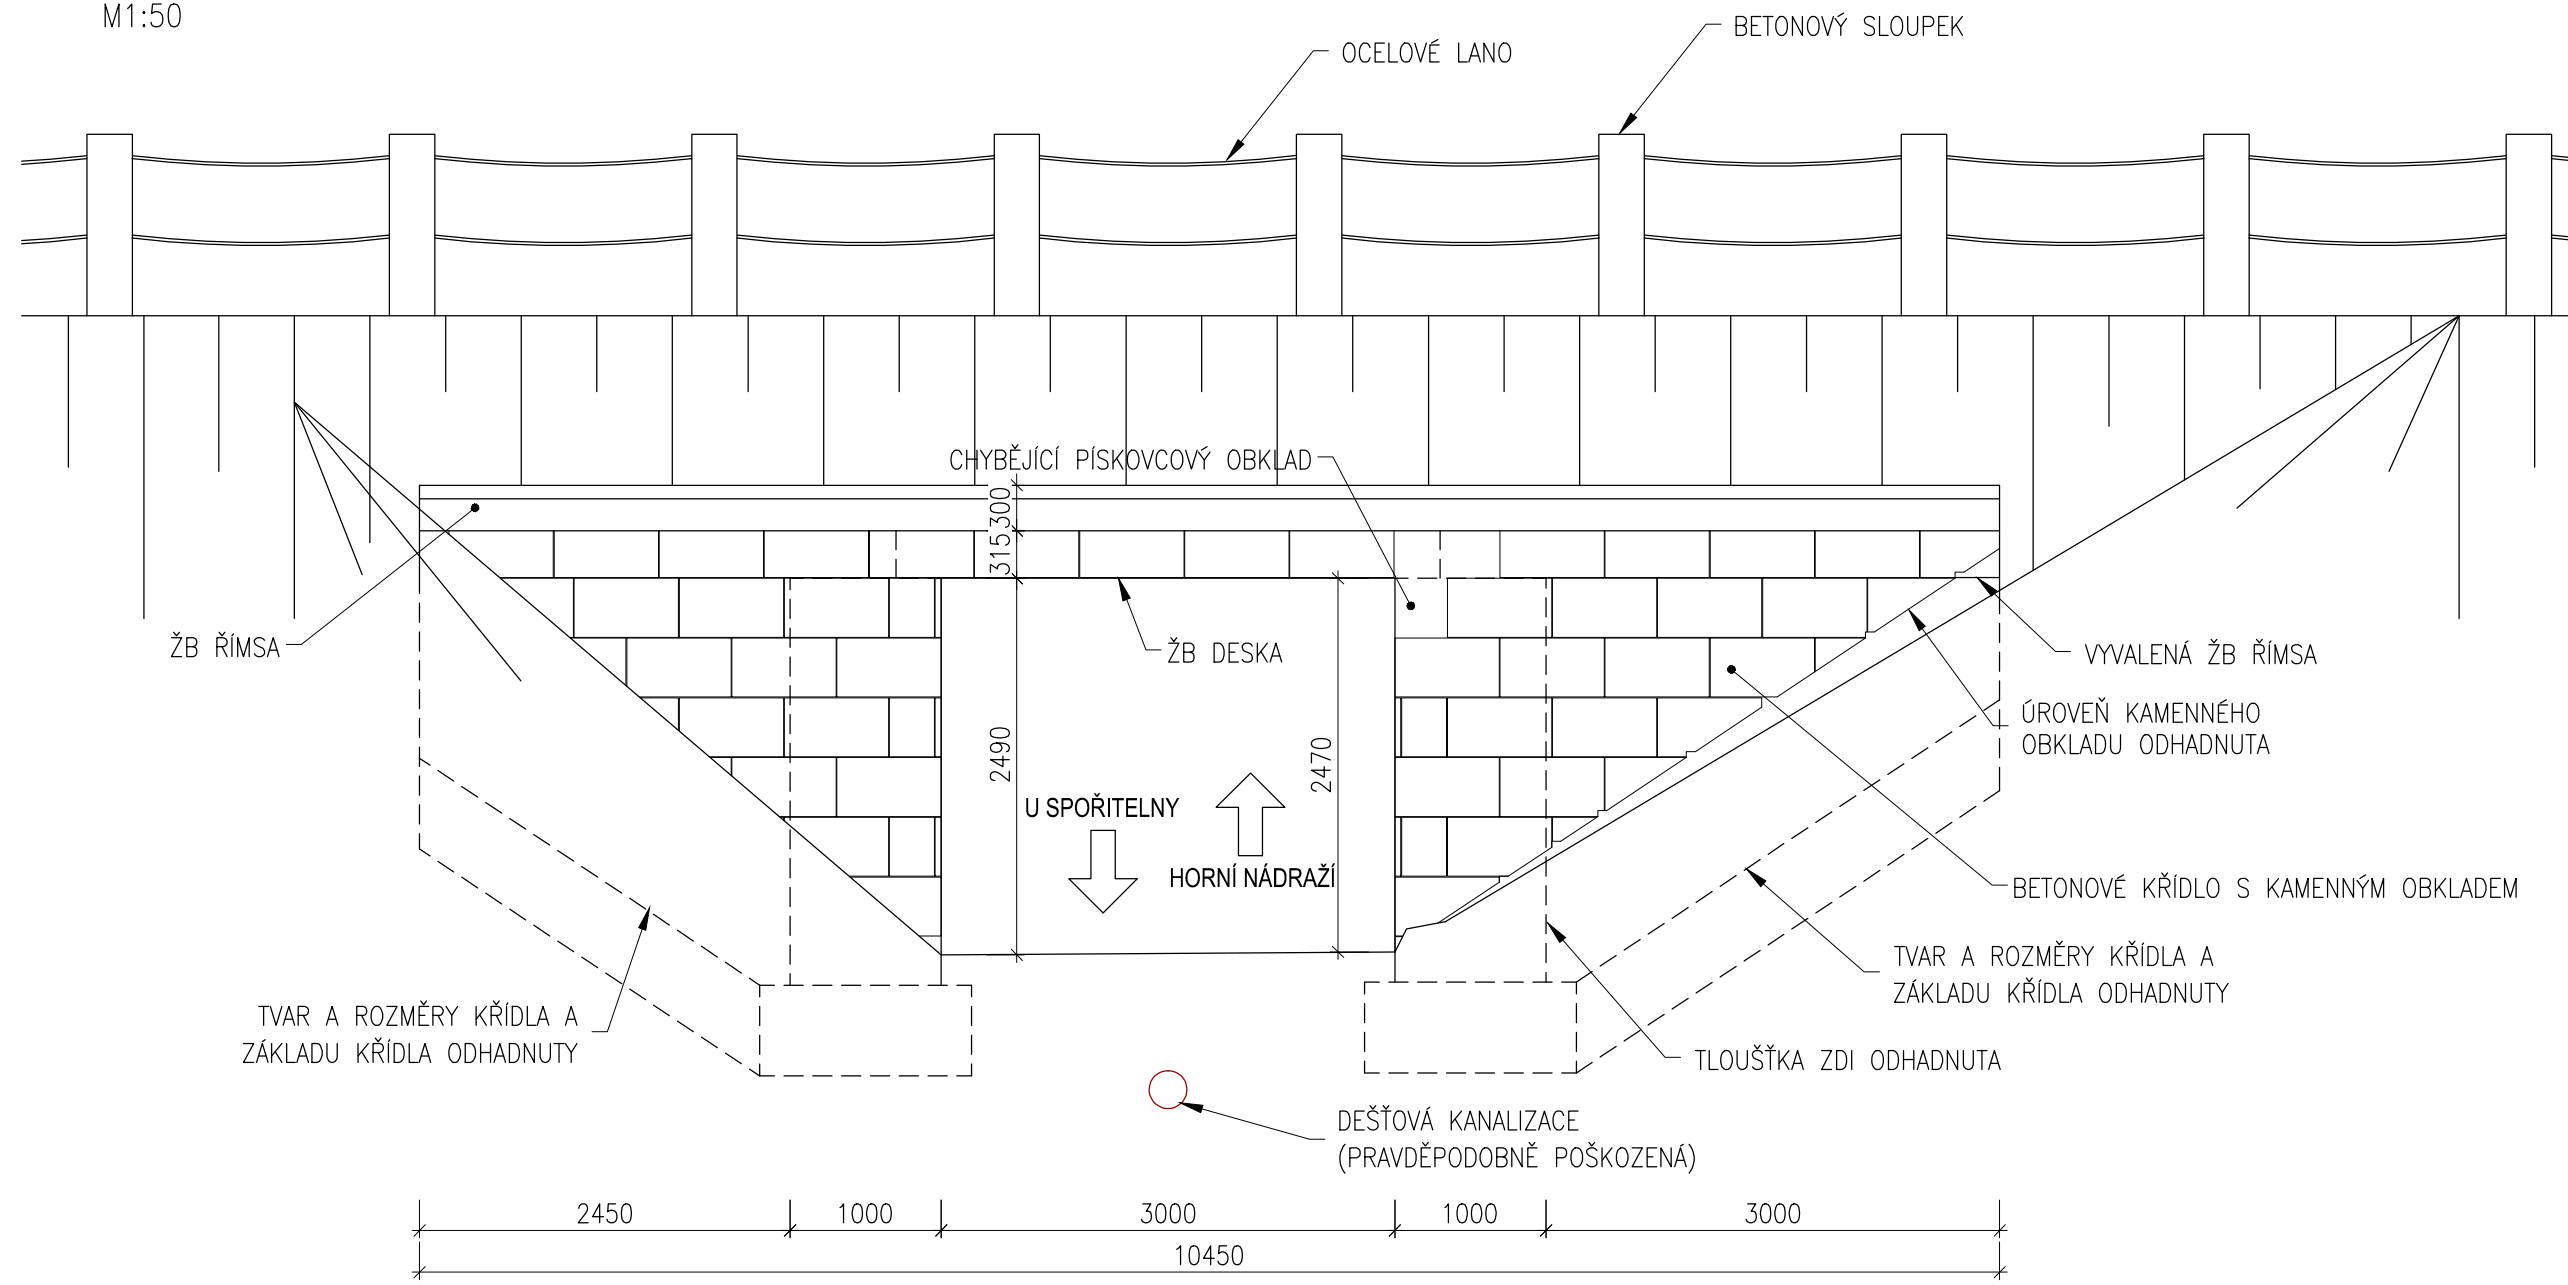 M1:50
BETONOVÝ SLOUPEK
OCELOVÉ LANO
CHYBĚJÍCÍ PÍSKOVCOVÝ OBKLAD
300
315
ŽB ŘÍMSA
ŽB DESKA
VYVALENÁ ŽB ŘÍMSA
ÚROVEŇ KAMENNÉHO
OBKLADU ODHADNUTA
2490
2470
U SPOŘITELNY
HORNÍ NÁDRAŽÍ
BETONOVÉ KŘÍDLO S KAMENNÝM OBKLADEM
TVAR A ROZMĚRY KŘÍDLA A
ZÁKLADU KŘÍDLA ODHADNUTY
TVAR A ROZMĚRY KŘÍDLA A
ZÁKLADU KŘÍDLA ODHADNUTY
TLOUŠŤKA ZDI ODHADNUTA
DEŠŤOVÁ KANALIZACE
(PRAVDĚPODOBNĚ POŠKOZENÁ)
2450 1000 3000 1000 3000
10450